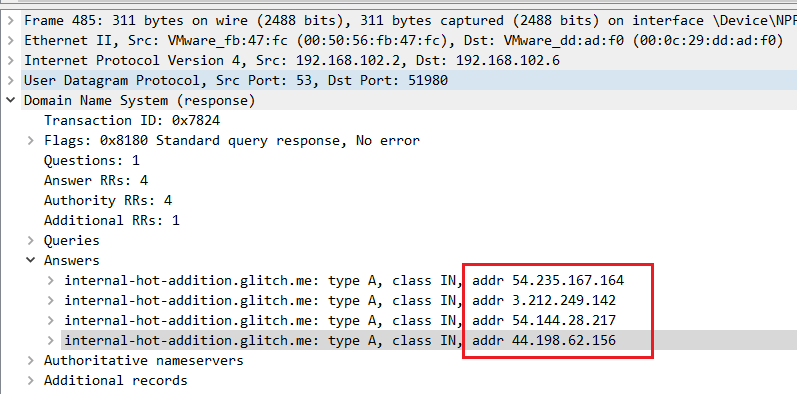 Frame 485: 311 bytes on wire (2488 bits), 311 bytes captured (2488 bits) on interface \Device\NPF
Ethernet II, Src: VMware_fb:47:fc (00:50:56:fb:47:fc), Dst: VMware_dd:ad:f0 (00:0c:29:dd:ad:f0)
Internet Protocol Version 4, Src: 192.168.102.2, Dst: 192.168.102.6
User Datagram Protocol, Src Port: 53, Dst Port: 51980
Domain Name System (response)
Transaction ID: 0x7824
Flags: 0x8180 Standard query response, No error
Questions: 1
Answer RRs: 4
Authority RRs: 4
Additional RRs: 1
Queries
Answers
internal-hot-addition.glitch.me: type A, class IN, addr 54.235.167.164
internal-hot-addition.glitch.me: type A, class IN, addr 3.212.249.142
internal-hot-addition.glitch.me: type A, class IN, addr 54.144.28.217
internal-hot-addition.glitch.me: type A, class IN, addr 44.198.62.156
Authoritative nameservers
Additional records